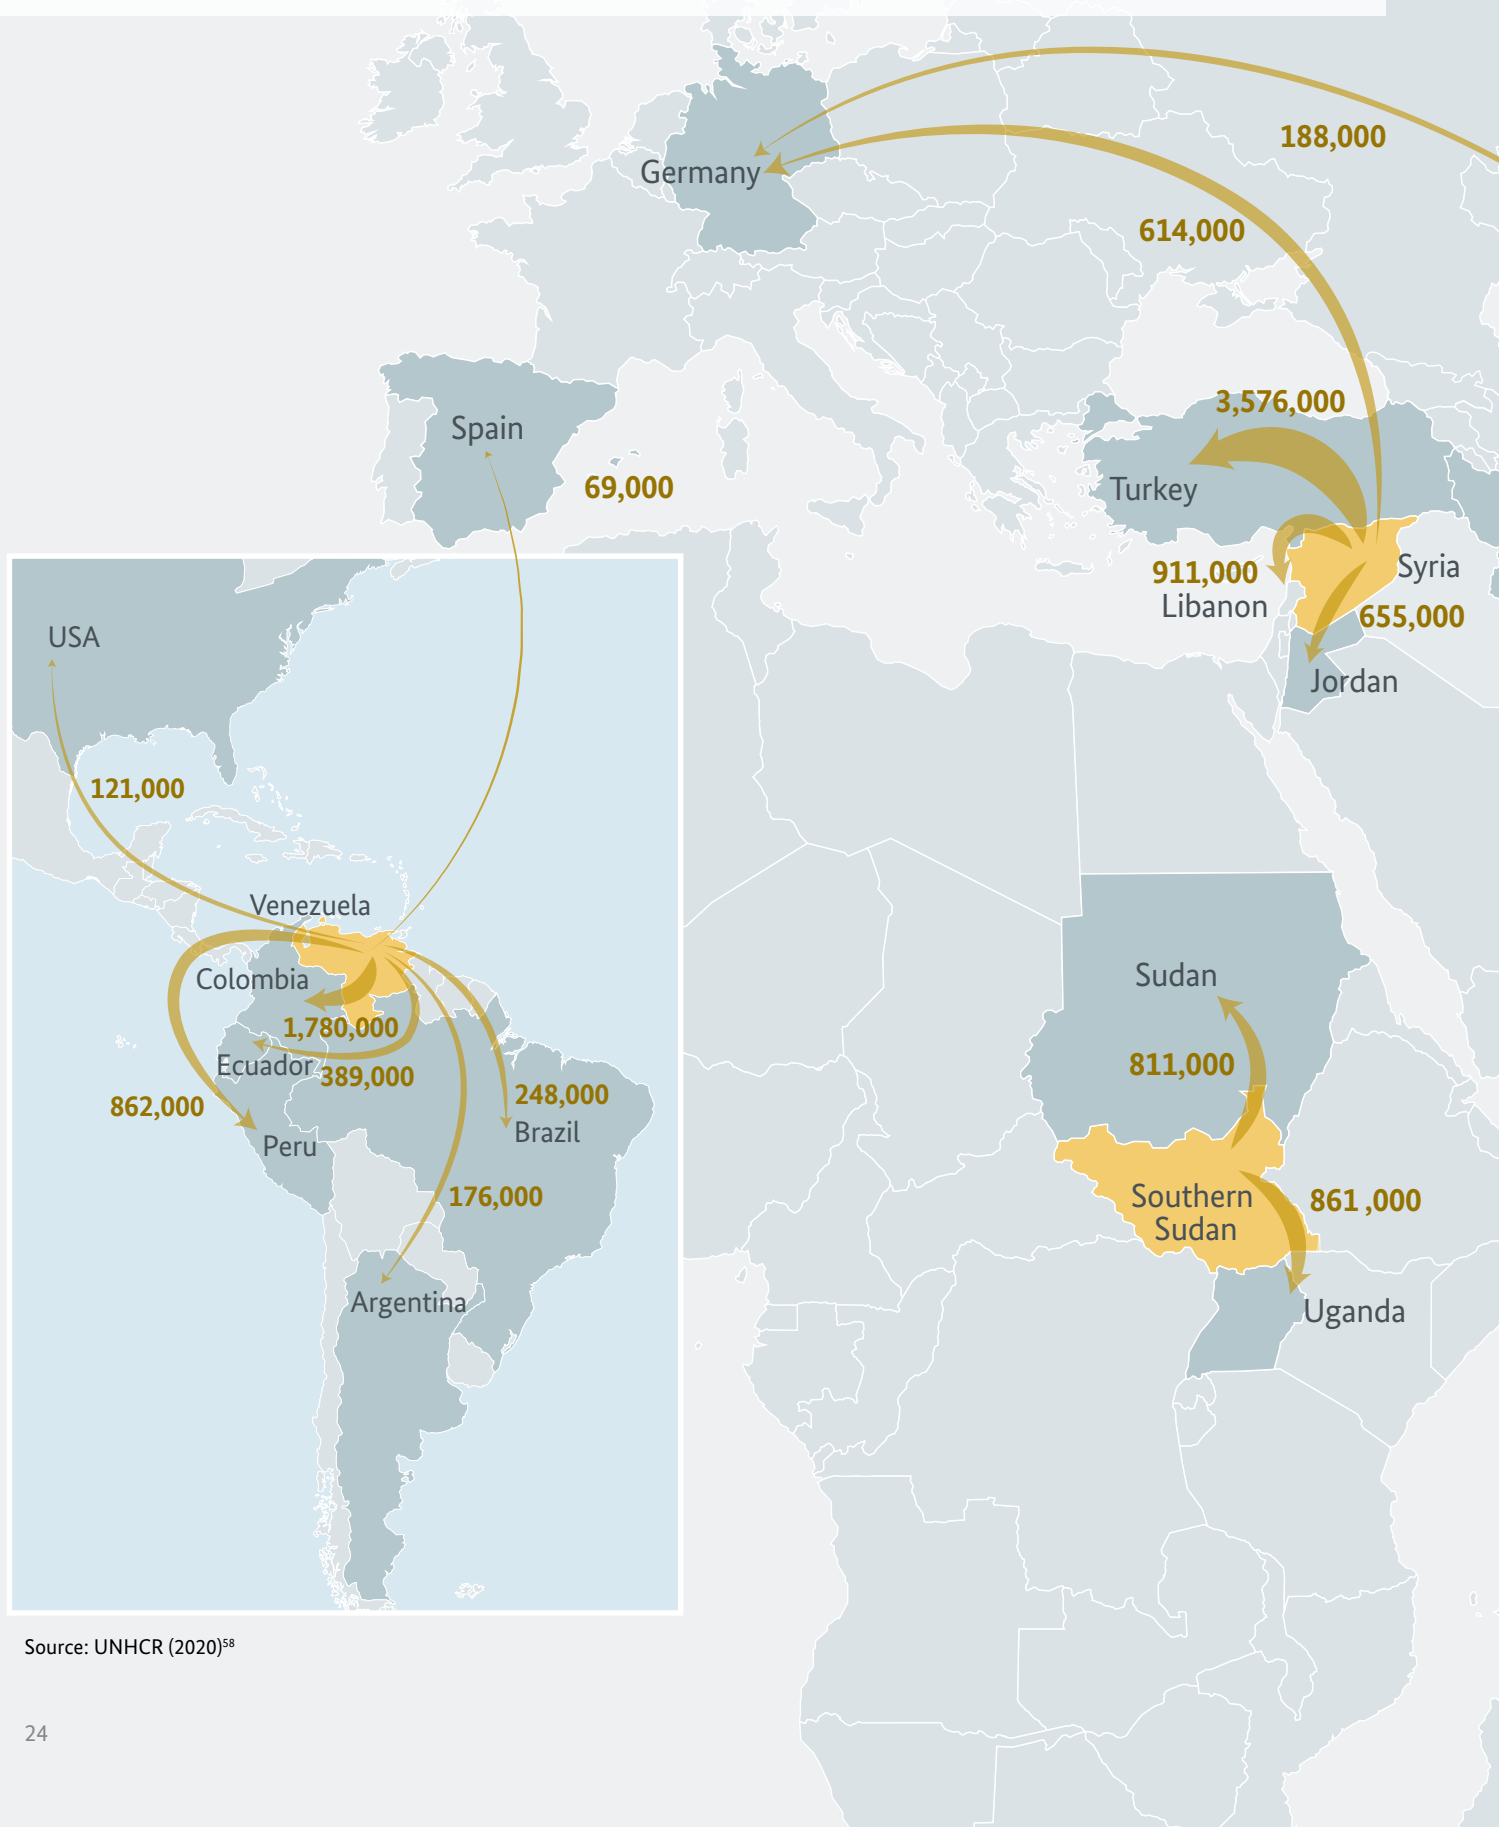 188,000
Germany
614,000
3,576,000
Spain
69,000
Turkey
911,000
Syria
Libanon
655,000
USA
Jordan
121,000
Venezuela
Colombia
Sudan
1,780,000
Ecuador
389,000
811,000
862,000
248,000
Brazil
Peru
176,000
Southern
Sudan
861 ,000
Argentina
Uganda
Source: UNHCR (2020)58
24